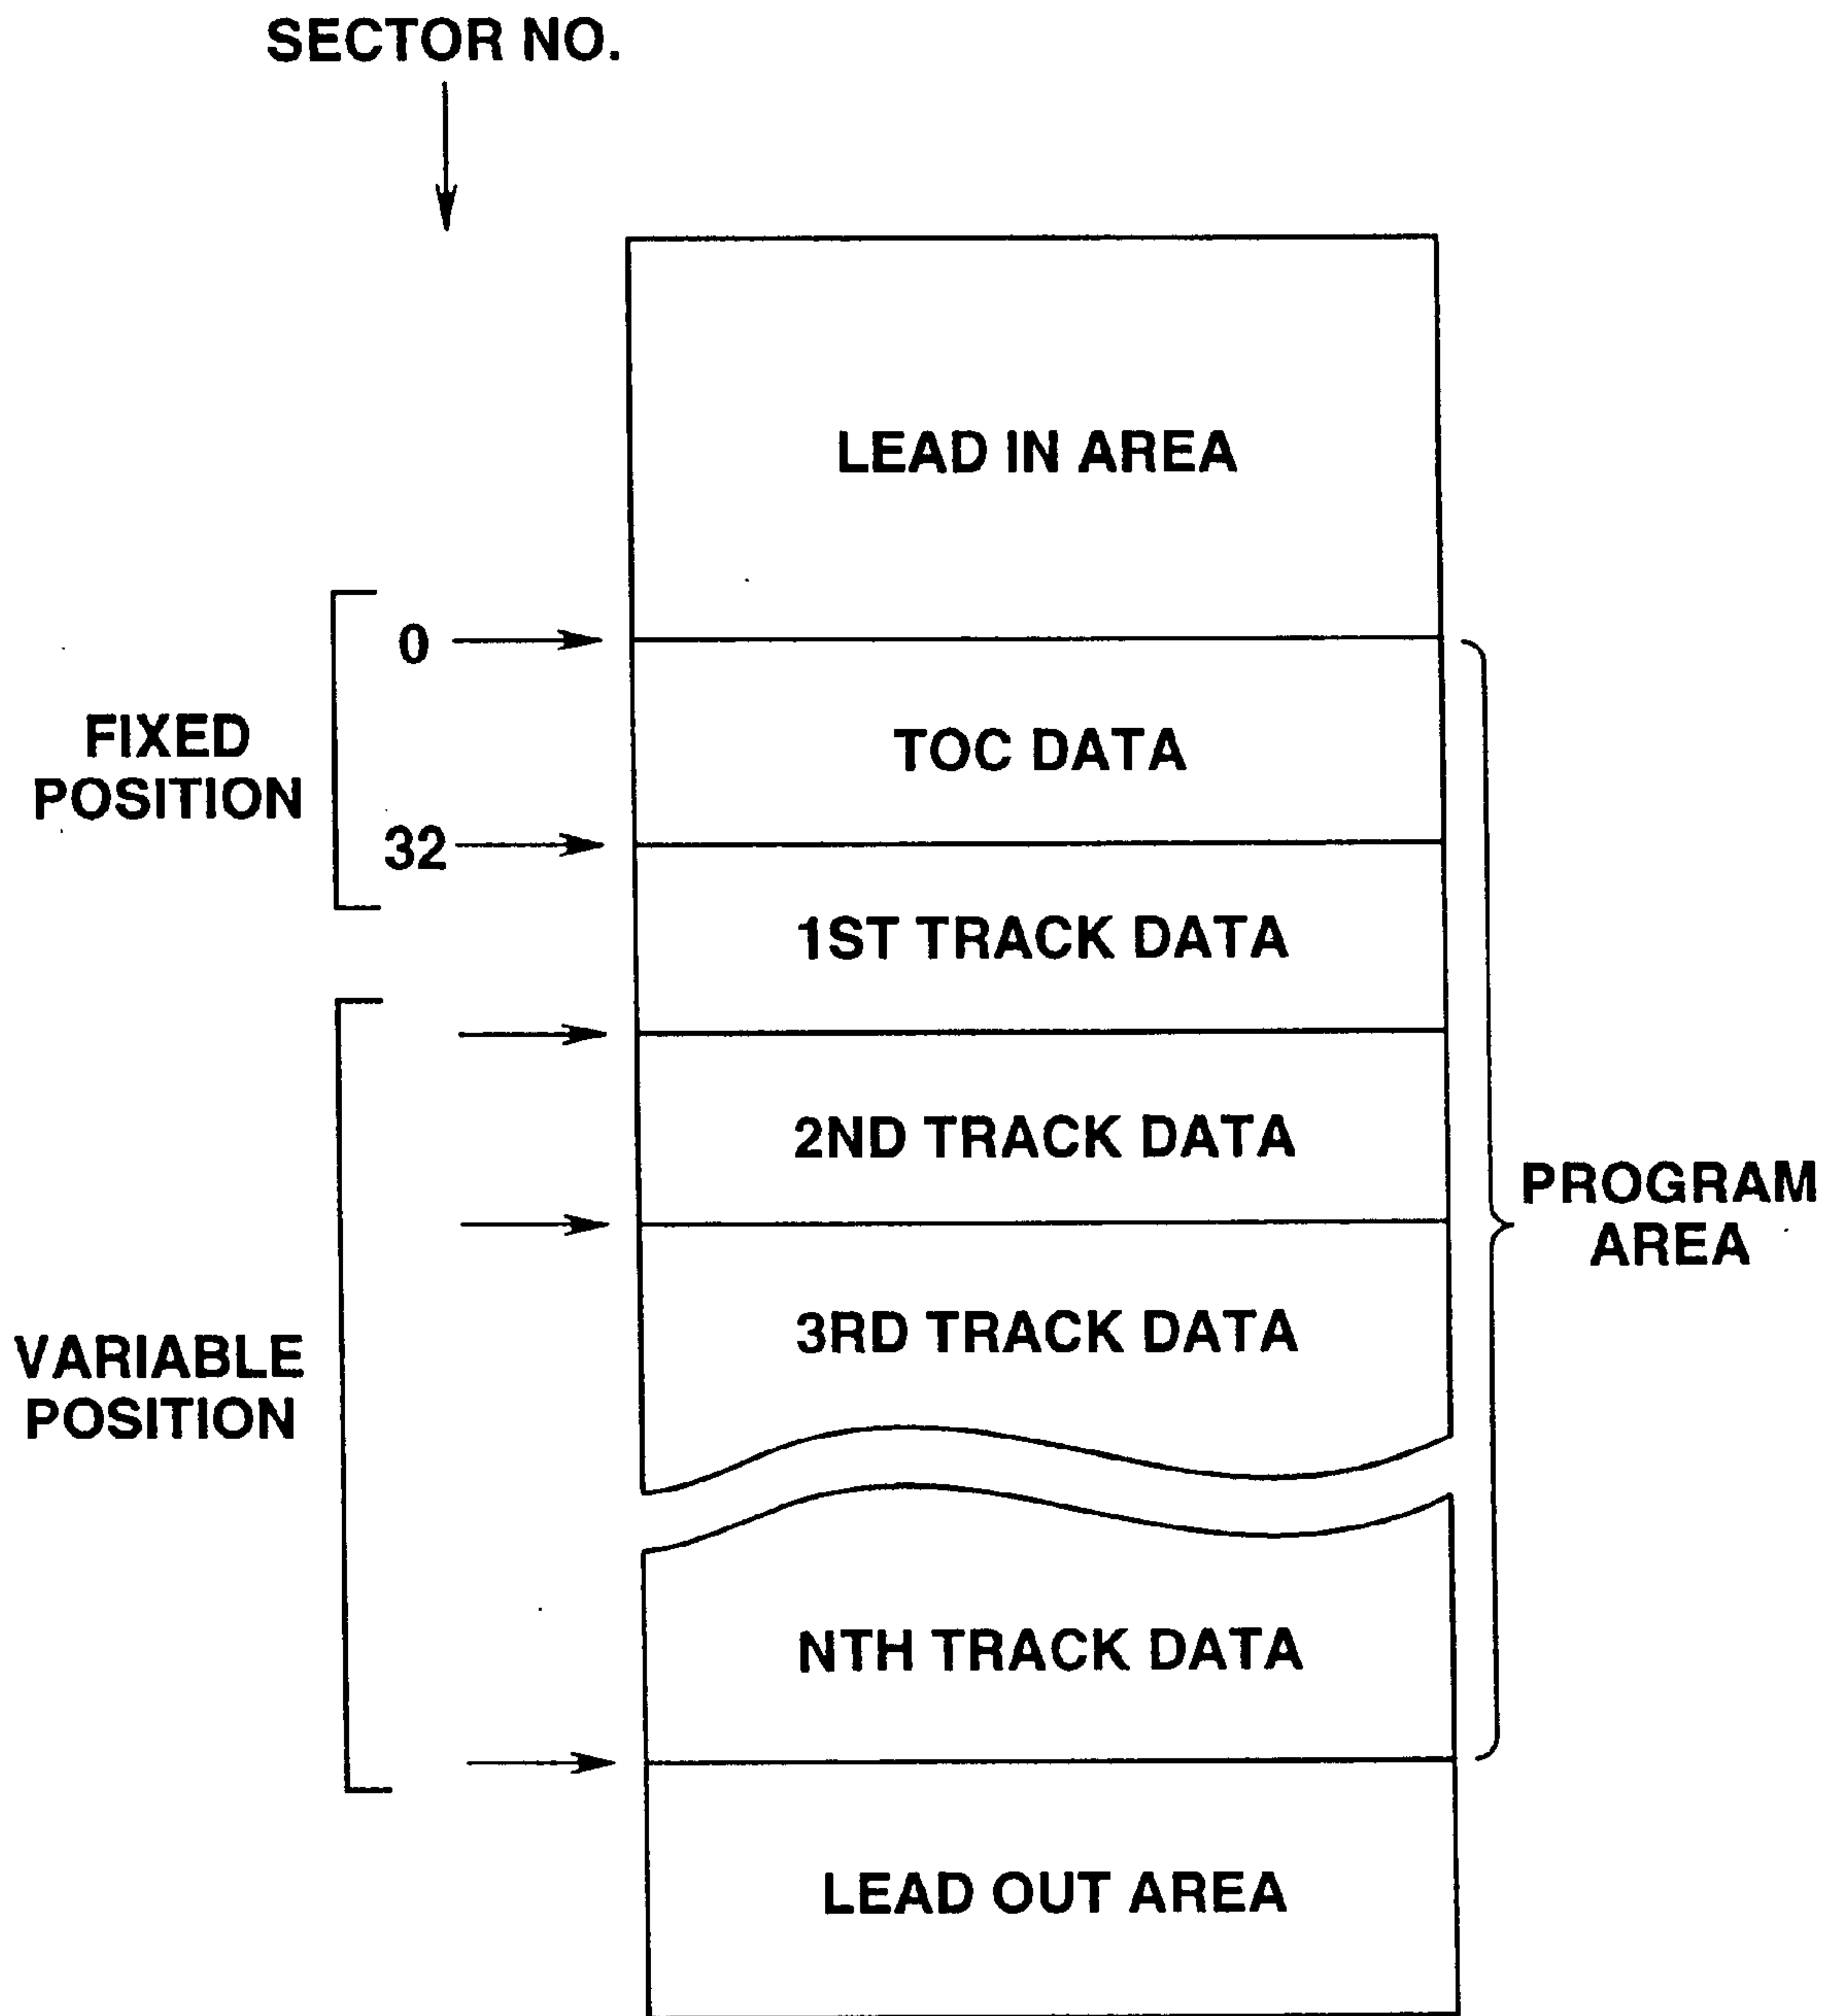 SECTOR NO.
LEAD IN AREA
0
FIXED
POSITION
TOC DATA
32
1ST TRACK DATA
2ND TRACK DATA
PROGRAM
AREA
3RD TRACK DATA
VARIABLE
POSITION
NTH TRACK DATA
LEAD OUT AREA